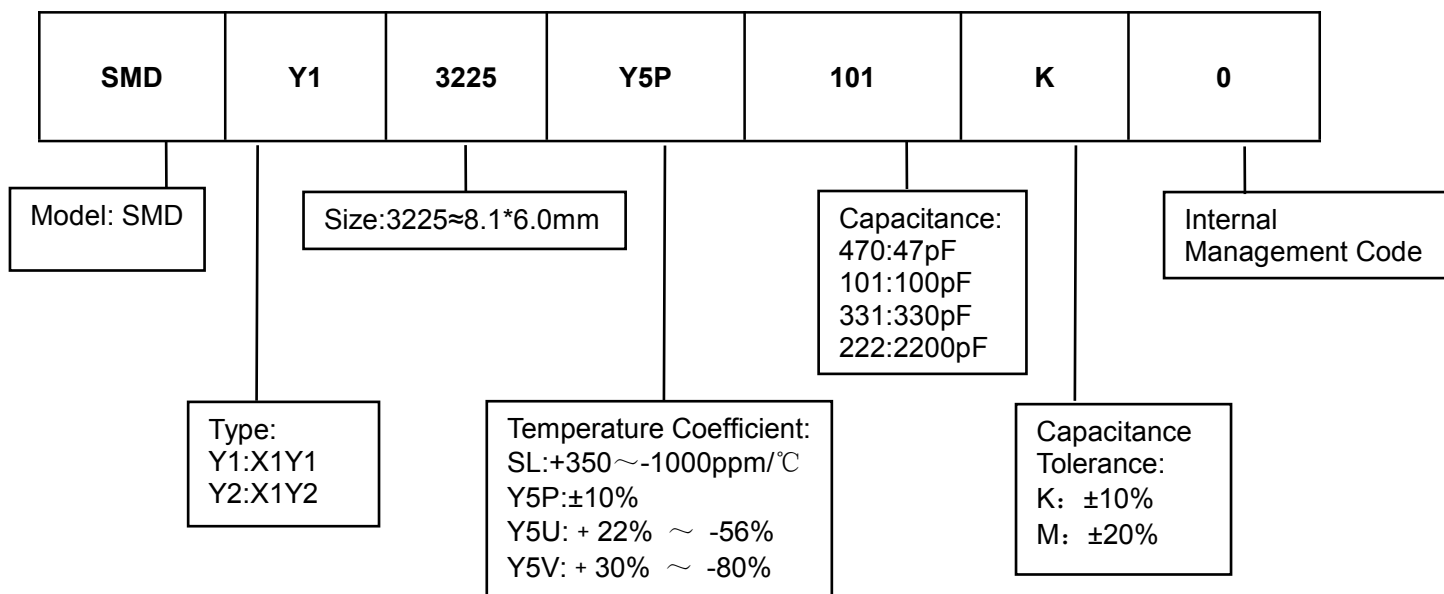 SMD Y1 3225 Y5P 101 K 0
Model: SMD
Size:3225≈8.1*6.0mm
Capacitance:
470:47pF
101:100pF
331:330pF
222:2200pF
Internal
Management Code
Type:
Y1:X1Y1
Y2:X1Y2
Temperature Coefficient:
SL:+350～-1000ppm/℃
Y5P:±10%
Y5U: + 22% ～ -56%
Y5V: + 30% ～ -80%
Capacitance
Tolerance:
K：±10%
M：±20%